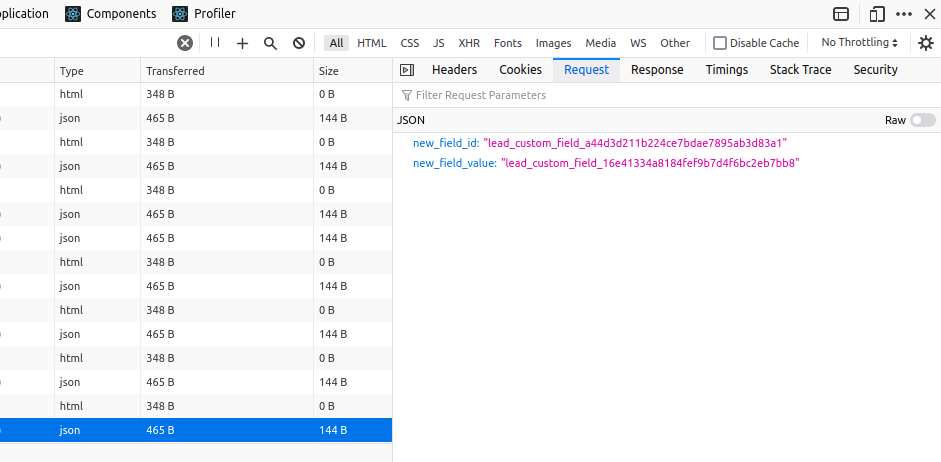 pplication Components Profiler
All HTML CSS JS XHR Fonts Images Media WS Other Disable Cache No Throttling
Type Transferred Size
Headers Cookies Request Response Timings Stack Trace Security
html 348 B 0 B
Filter Request Parameters
json 465 B 144 B
JSON Raw
html 348 B 0 B
new_field_id: "lead_custom_field_a44d3d211b224ce7bdae7895ab3d83a1"
json 465 B 144 B
new_field_value: "lead_custom_field_16e41334a8184fef9b7d4f6bc2eb7bb8"
html 348 B 0 B
json 465 B 144 B
json 465 B 144 B
html 348 B 0 B
json 465 B 144 B
html 348 B 0 B
json 465 B 144 B
html 348 B 0 B
json 465 B 144 B
html 348 B 0 B
json 465 B 144 B